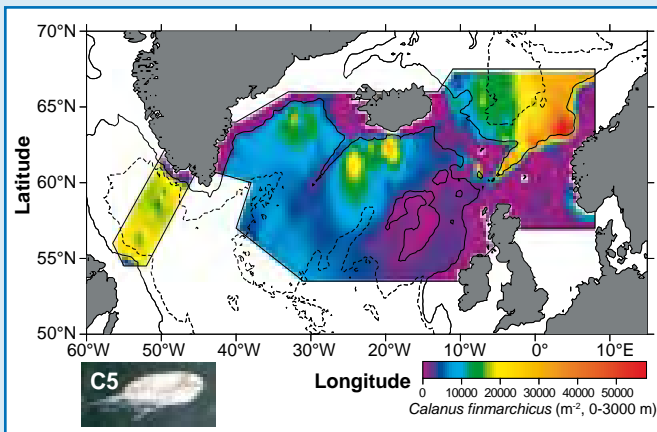 70°N
65°N
60°N
55°N
50°N
Latitude
60°W 50°W 40°W 30°W 20°W 10°W 0° 10°E
C5
Longitude
0 10000 20000 30000 40000 50000
Calanus finmarchicus (m⁻², 0-3000 m)